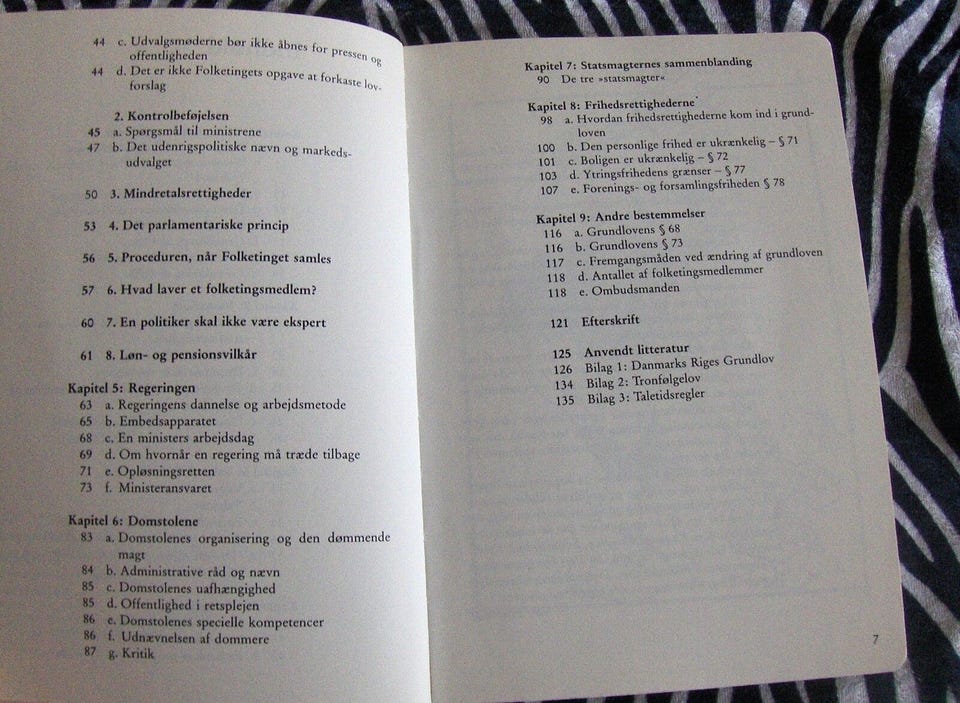 44 c. Udvalgsmøderne bør ikke åbnes for pressen og
offentligheden
44 d. Det er ikke Folketingets opgave at forkaste lov-
forslag
2. Kontrolbeføjelsen
45 a. Spørgsmål til ministrene
47 b. Det udenrigspolitiske nævn og markeds-
udvalget
50 3. Mindretalsrettigheder
53 4. Det parlamentariske princip
56 5. Proceduren, når Folketinget samles
57 6. Hvad laver et folketingsmedlem?
60 7. En politiker skal ikke være ekspert
61 8. Løn- og pensionsvilkår
Kapitel 5: Regeringen
63 a. Regeringens dannelse og arbejdsmetode
65 b. Embedsapparatet
68 c. En ministers arbejdsdag
69 d. Om hvornår en regering må træde tilbage
71 e. Opløsningsretten
73 f. Ministeransvaret
Kapitel 6: Domstolene
83 a. Domstolenes organisering og den dømmende
magt
84 b. Administrative råd og nævn
85 c. Domstolenes uafhængighed
85 d. Offentlighed i retsplejen
86 e. Domstolenes specielle kompetencer
86 f. Udnævnelsen af dommere
87 g. Kritik
Kapitel 7: Statsmagternes sammenblanding
90 De tre »statsmagter«
Kapitel 8: Frihedsrettighederne
98 a. Hvordan frihedsrettighederne kom ind i grund-
loven
100 b. Den personlige frihed er ukrænkelig – § 71
101 c. Boligen er ukrænkelig – § 72
103 d. Ytringsfrihedens grænser – § 77
107 e. Forenings- og forsamlingsfriheden § 78
Kapitel 9: Andre bestemmelser
116 a. Grundlovens § 68
116 b. Grundlovens § 73
117 c. Fremgangsmåden ved ændring af grundloven
118 d. Antallet af folketingsmedlemmer
118 e. Ombudsmanden
121 Efterskrift
125 Anvendt litteratur
126 Bilag 1: Danmarks Riges Grundlov
134 Bilag 2: Tronfølgelov
135 Bilag 3: Taletidsregler
7